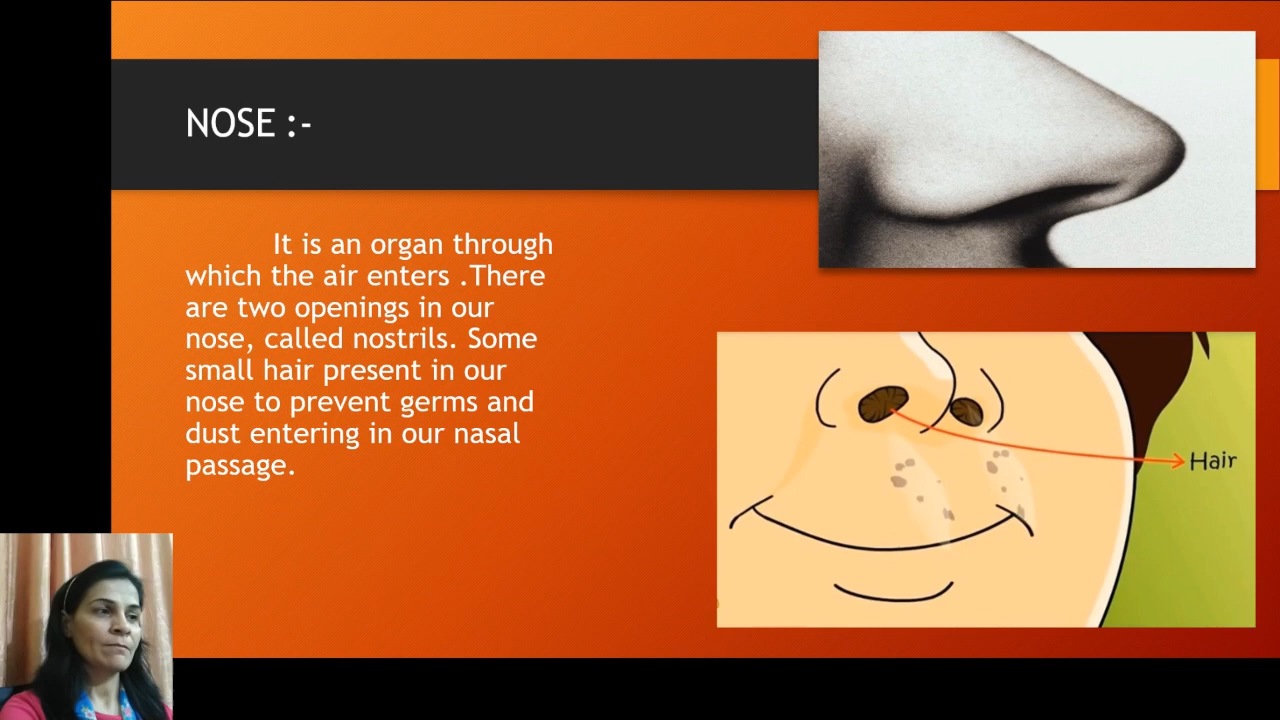 NOSE :-
It is an organ through
which the air enters .There
are two openings in our
nose, called nostrils. Some
small hair present in our
nose to prevent germs and
dust entering in our nasal
passage.
Hair